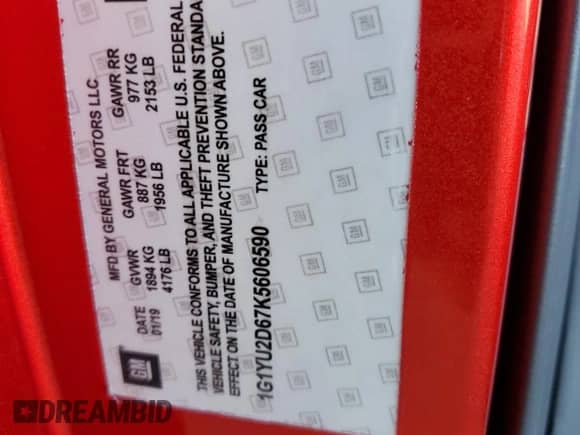 MFD BY GENERAL MOTORS LLC
DATE GVWR GAWR FRT GAWR RR
01/19 1894 KG 887 KG 977 KG
4176 LB 1956 LB 2153 LB
THIS VEHICLE CONFORMS TO ALL APPLICABLE U.S. FEDERAL
VEHICLE SAFETY, BUMPER, AND THEFT PREVENTION STANDA
EFFECT ON THE DATE OF MANUFACTURE SHOWN ABOVE.
1G1YU2D67K5606590 TYPE: PASS CAR
GM
DREAMBID